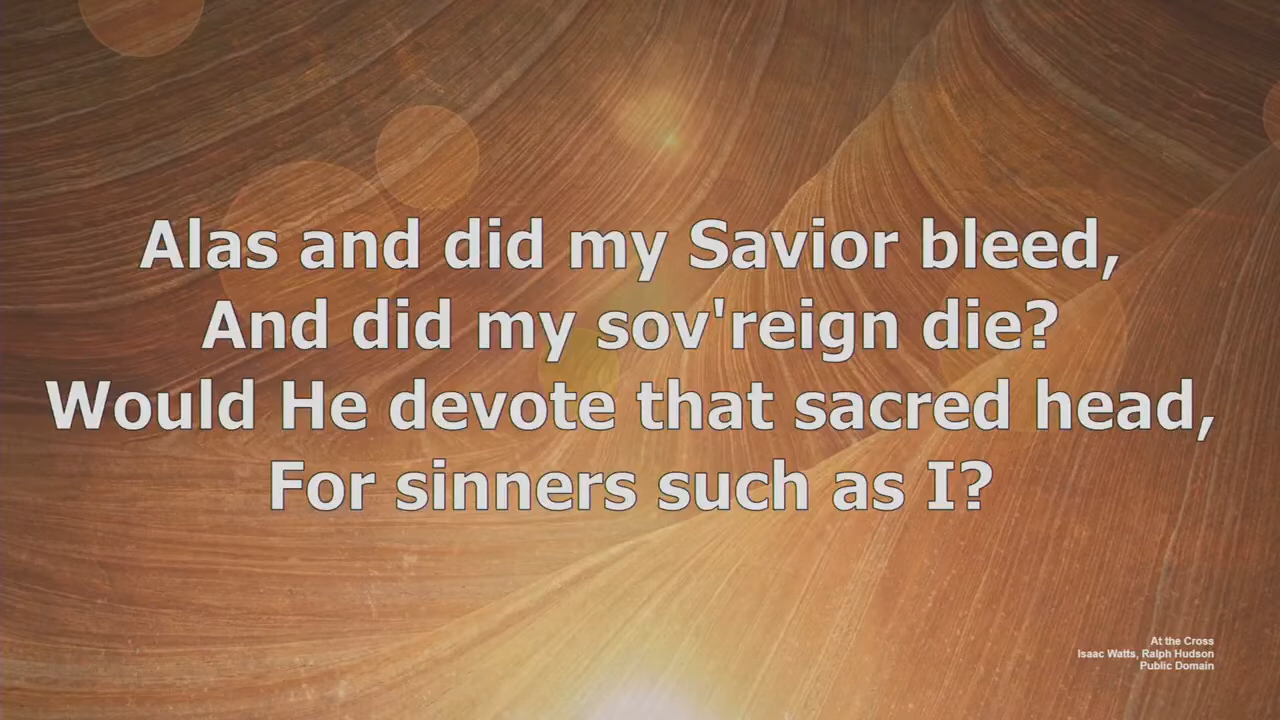 Alas and did my Savior bleed,
And did my sov'reign die?
Would He devote that sacred head,
For sinners such as I?
At the Cross
Isaac Watts, Ralph Hudson
Public Domain